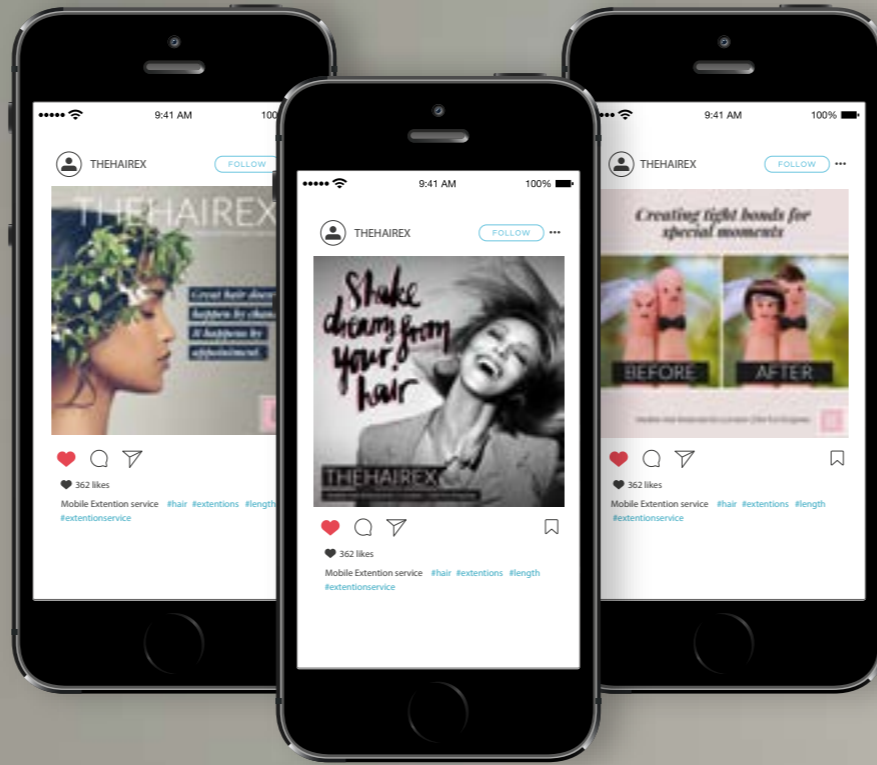 9:41 AM
100
THEHAIREX
FOLLOW
THEHAIREX
Great hair doesn
happen by chan
it happens by
appointment.
362 likes
Mobile Extention service #hair #extentions #length
#extentionservice
9:41 AM 100%
THEHAIREX FOLLOW
Shake
dreams from
your
hair
THEHAIREX
362 likes
Mobile Extention service #hair #extentions #length
#extentionservice
9:41 AM 100%
THEHAIREX FOLLOW
Creating tight bonds for
special moments
BEFORE AFTER
362 likes
Mobile Extention service #hair #extentions #length
#extentionservice